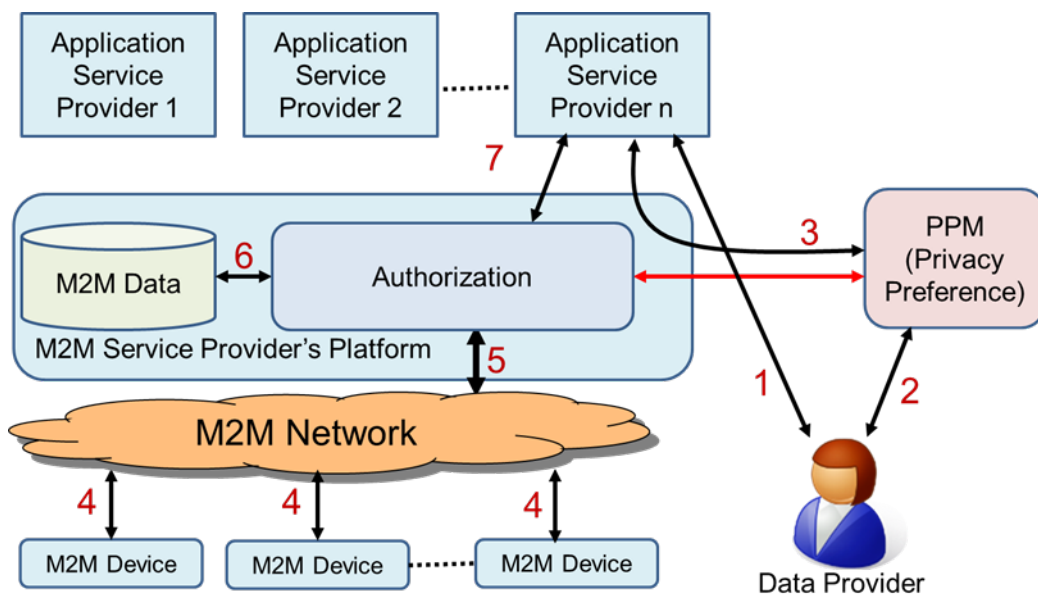 Application
Service
Provider 1
Application
Service
Provider 2
Application
Service
Provider n
7
3
PPM
(Privacy
Preference)
M2M Data
6
Authorization
M2M Service Provider's Platform
5
1
2
M2M Network
4
4
4
M2M Device
M2M Device
M2M Device
Data Provider